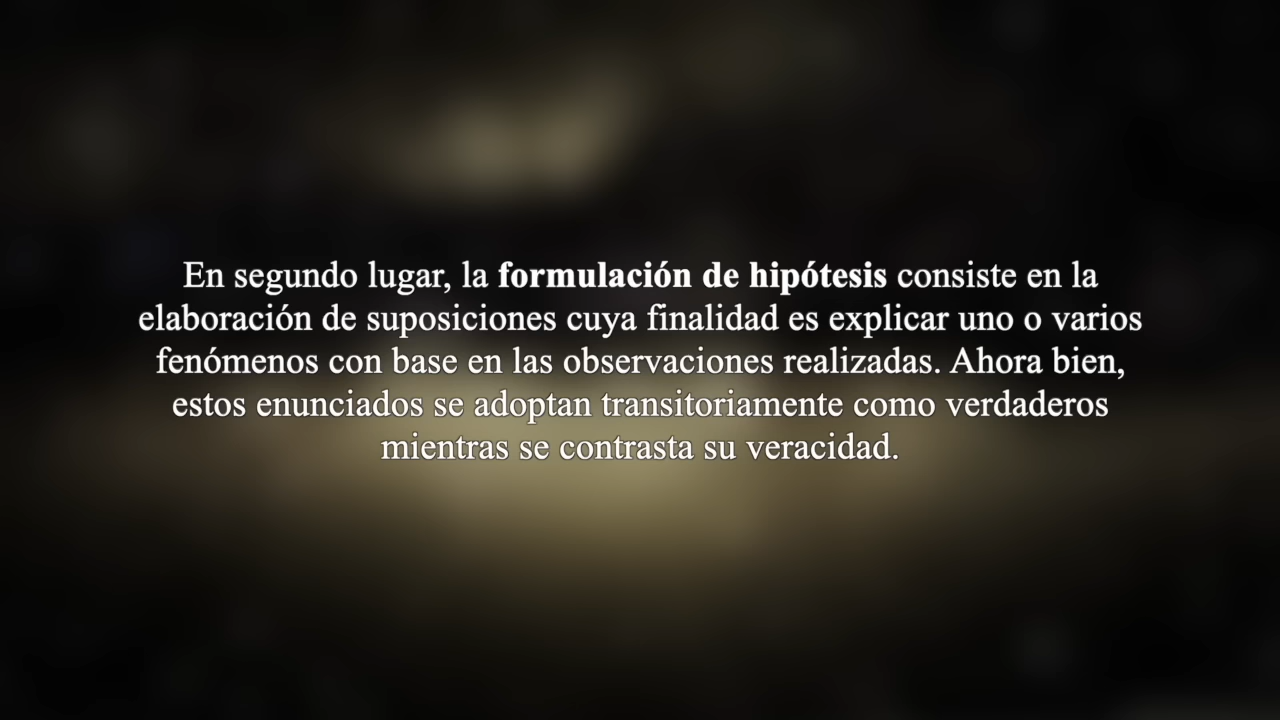 En segundo lugar, la formulación de hipótesis consiste en la
elaboración de suposiciones cuya finalidad es explicar uno o varios
fenómenos con base en las observaciones realizadas. Ahora bien,
estos enunciados se adoptan transitoriamente como verdaderos
mientras se contrasta su veracidad.